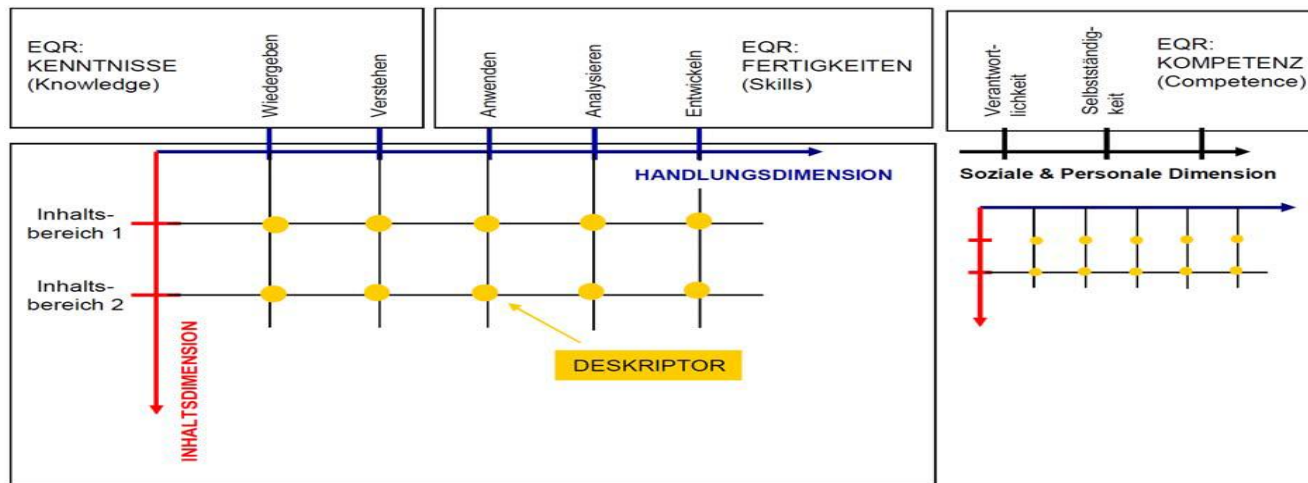 EQR:
KENNTNISSE
(Knowledge)
Wiedergeben
Verstehen
Anwenden
Analysieren
Entwickeln
EQR:
FERTIGKEITEN
(Skills)
Verantwort-
lichkeit
Selbstständig-
keit
EQR:
KOMPETENZ
(Competence)
HANDLUNGSDIMENSION
Soziale & Personale Dimension
Inhalts-
bereich 1
Inhalts-
bereich 2
DESKRIPTOR
INHALTSDIMENSION